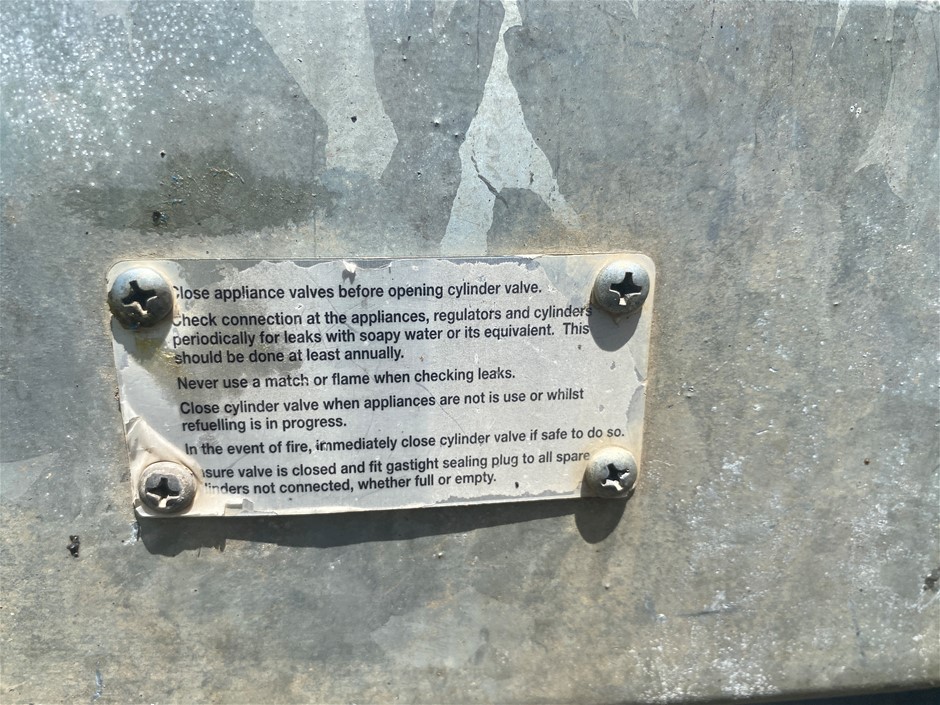 Close appliance valves before opening cylinder valve.
Check connection at the appliances, regulators and cylinders
periodically for leaks with soapy water or its equivalent. This
should be done at least annually.
Never use a match or flame when checking leaks.
Close cylinder valve when appliances are not is use or whilst
refuelling is in progress.
In the event of fire, immediately close cylinder valve if safe to do so.
sure valve is closed and fit gastight sealing plug to all spare
linders not connected, whether full or empty.